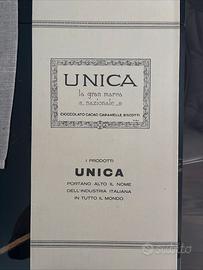 UNICA
la gran marca
nazionale
CIOCCOLATO CACAO CARAMELLE BISCOTTI
I PRODOTTI
UNICA
PORTANO ALTO IL NOME
DELL'INDUSTRIA ITALIANA
IN TUTTO IL MONDO
subito